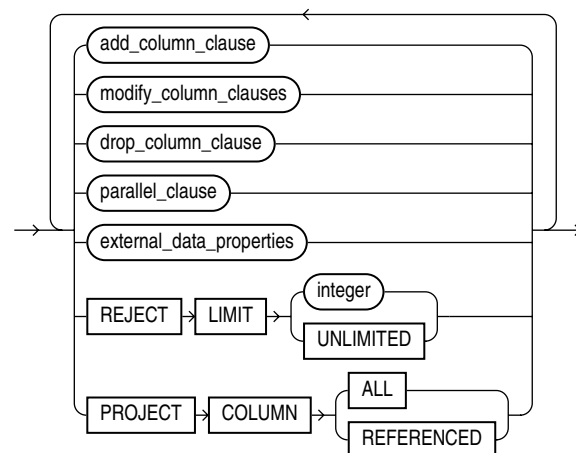 add_column_clause
modify_column_clauses
drop_column_clause
parallel_clause
external_data_properties
REJECT LIMIT integer
UNLIMITED
PROJECT COLUMN ALL
REFERENCED